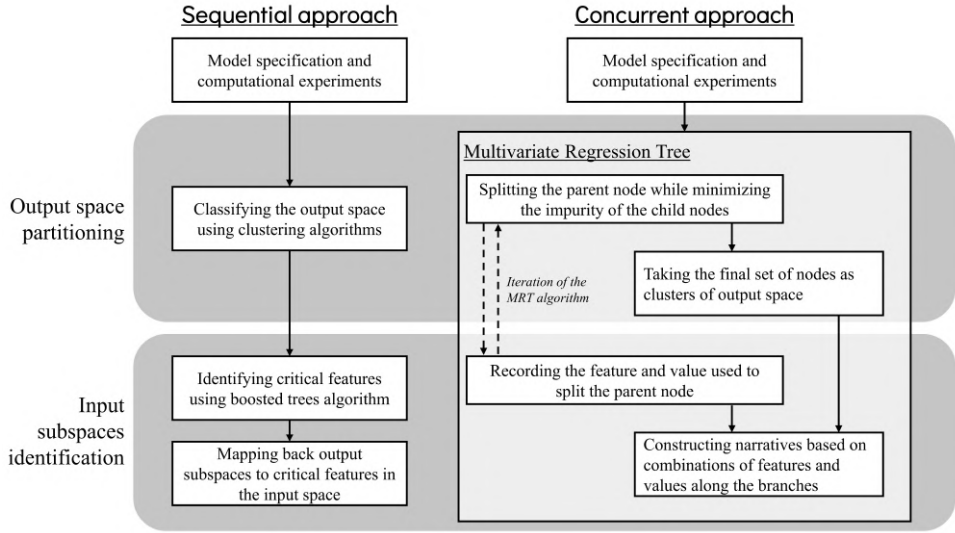 Sequential approach
Model specification and
computational experiments
Output space
partitioning
Classifying the output space
using clustering algorithms
Input
subspaces
identification
Identifying critical features
using boosted trees algorithm
Mapping back output
subspaces to critical features in
the input space
Concurrent approach
Model specification and
computational experiments
Multivariate Regression Tree
Splitting the parent node while minimizing
the impurity of the child nodes
Iteration of the
MRT algorithm
Taking the final set of nodes as
clusters of output space
Recording the feature and value used to
split the parent node
Constructing narratives based on
combinations of features and
values along the branches